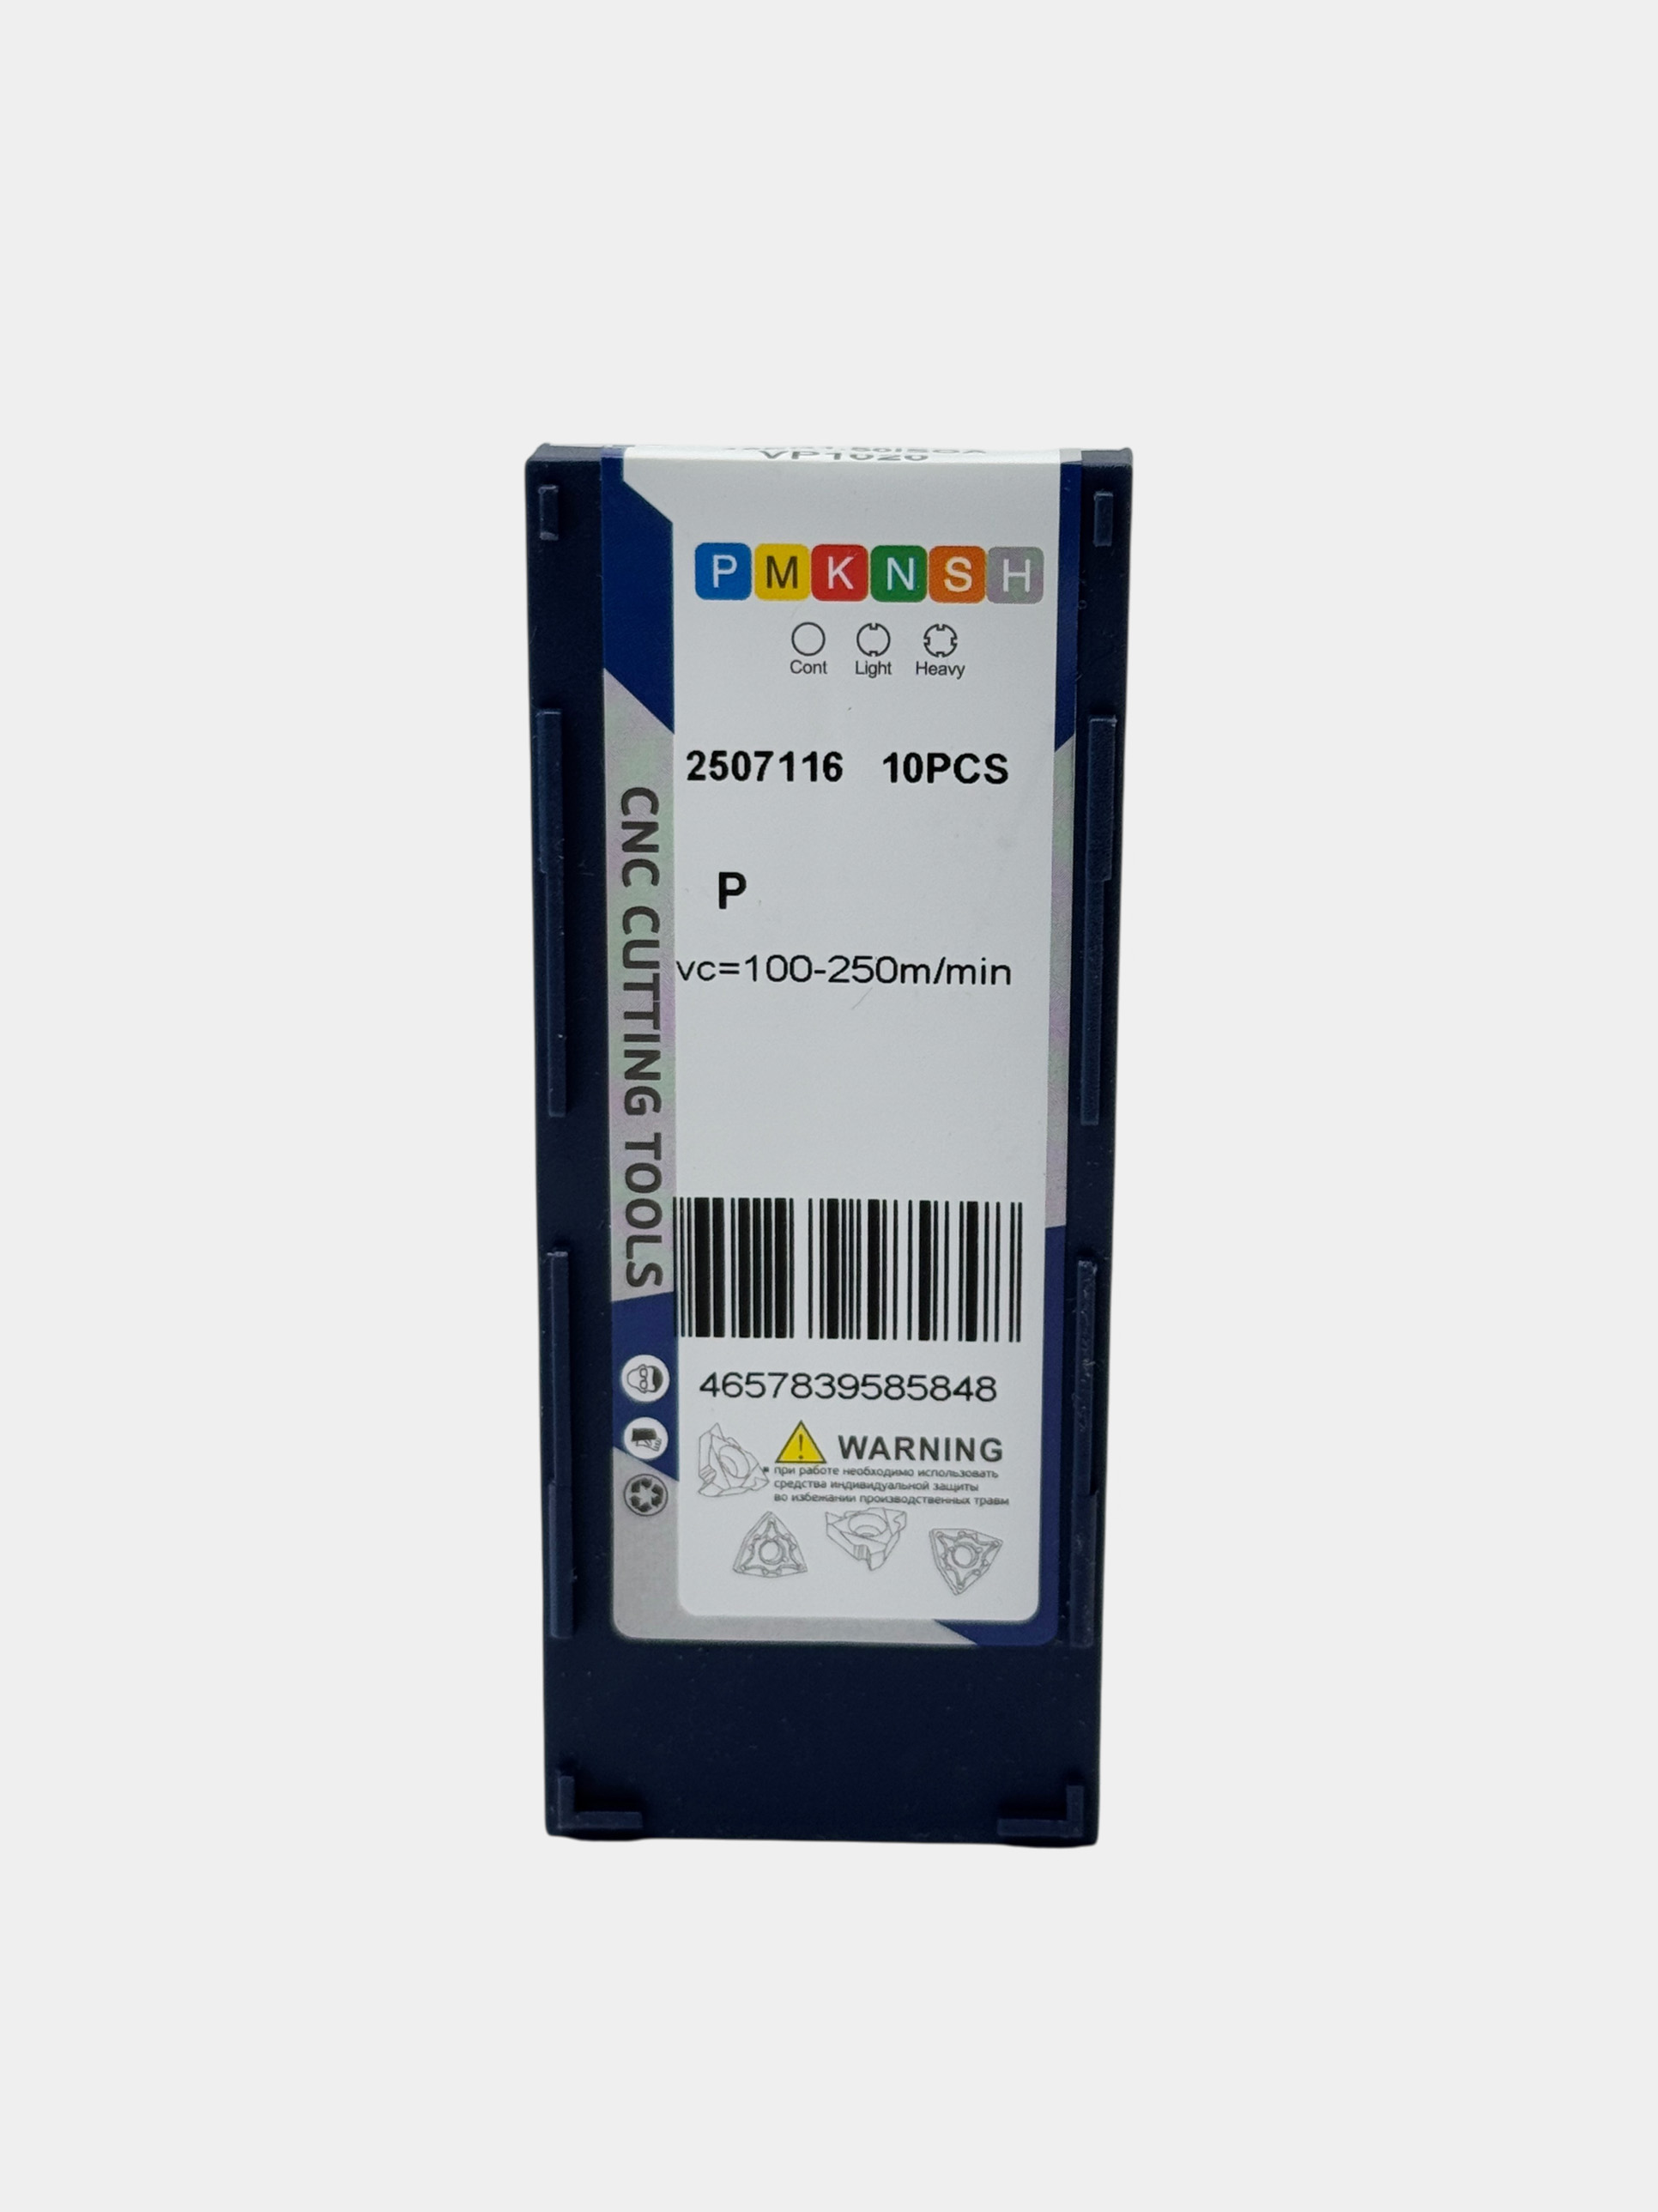 VP1020
P M K N S H
Cont Light Heavy
2507116 10PCS
P
vc=100-250m/min
CNC CUTTING TOOLS
4657839585848
WARNING
при работе необходимо использовать
средства индивидуальной защиты
во избежании производственных травм